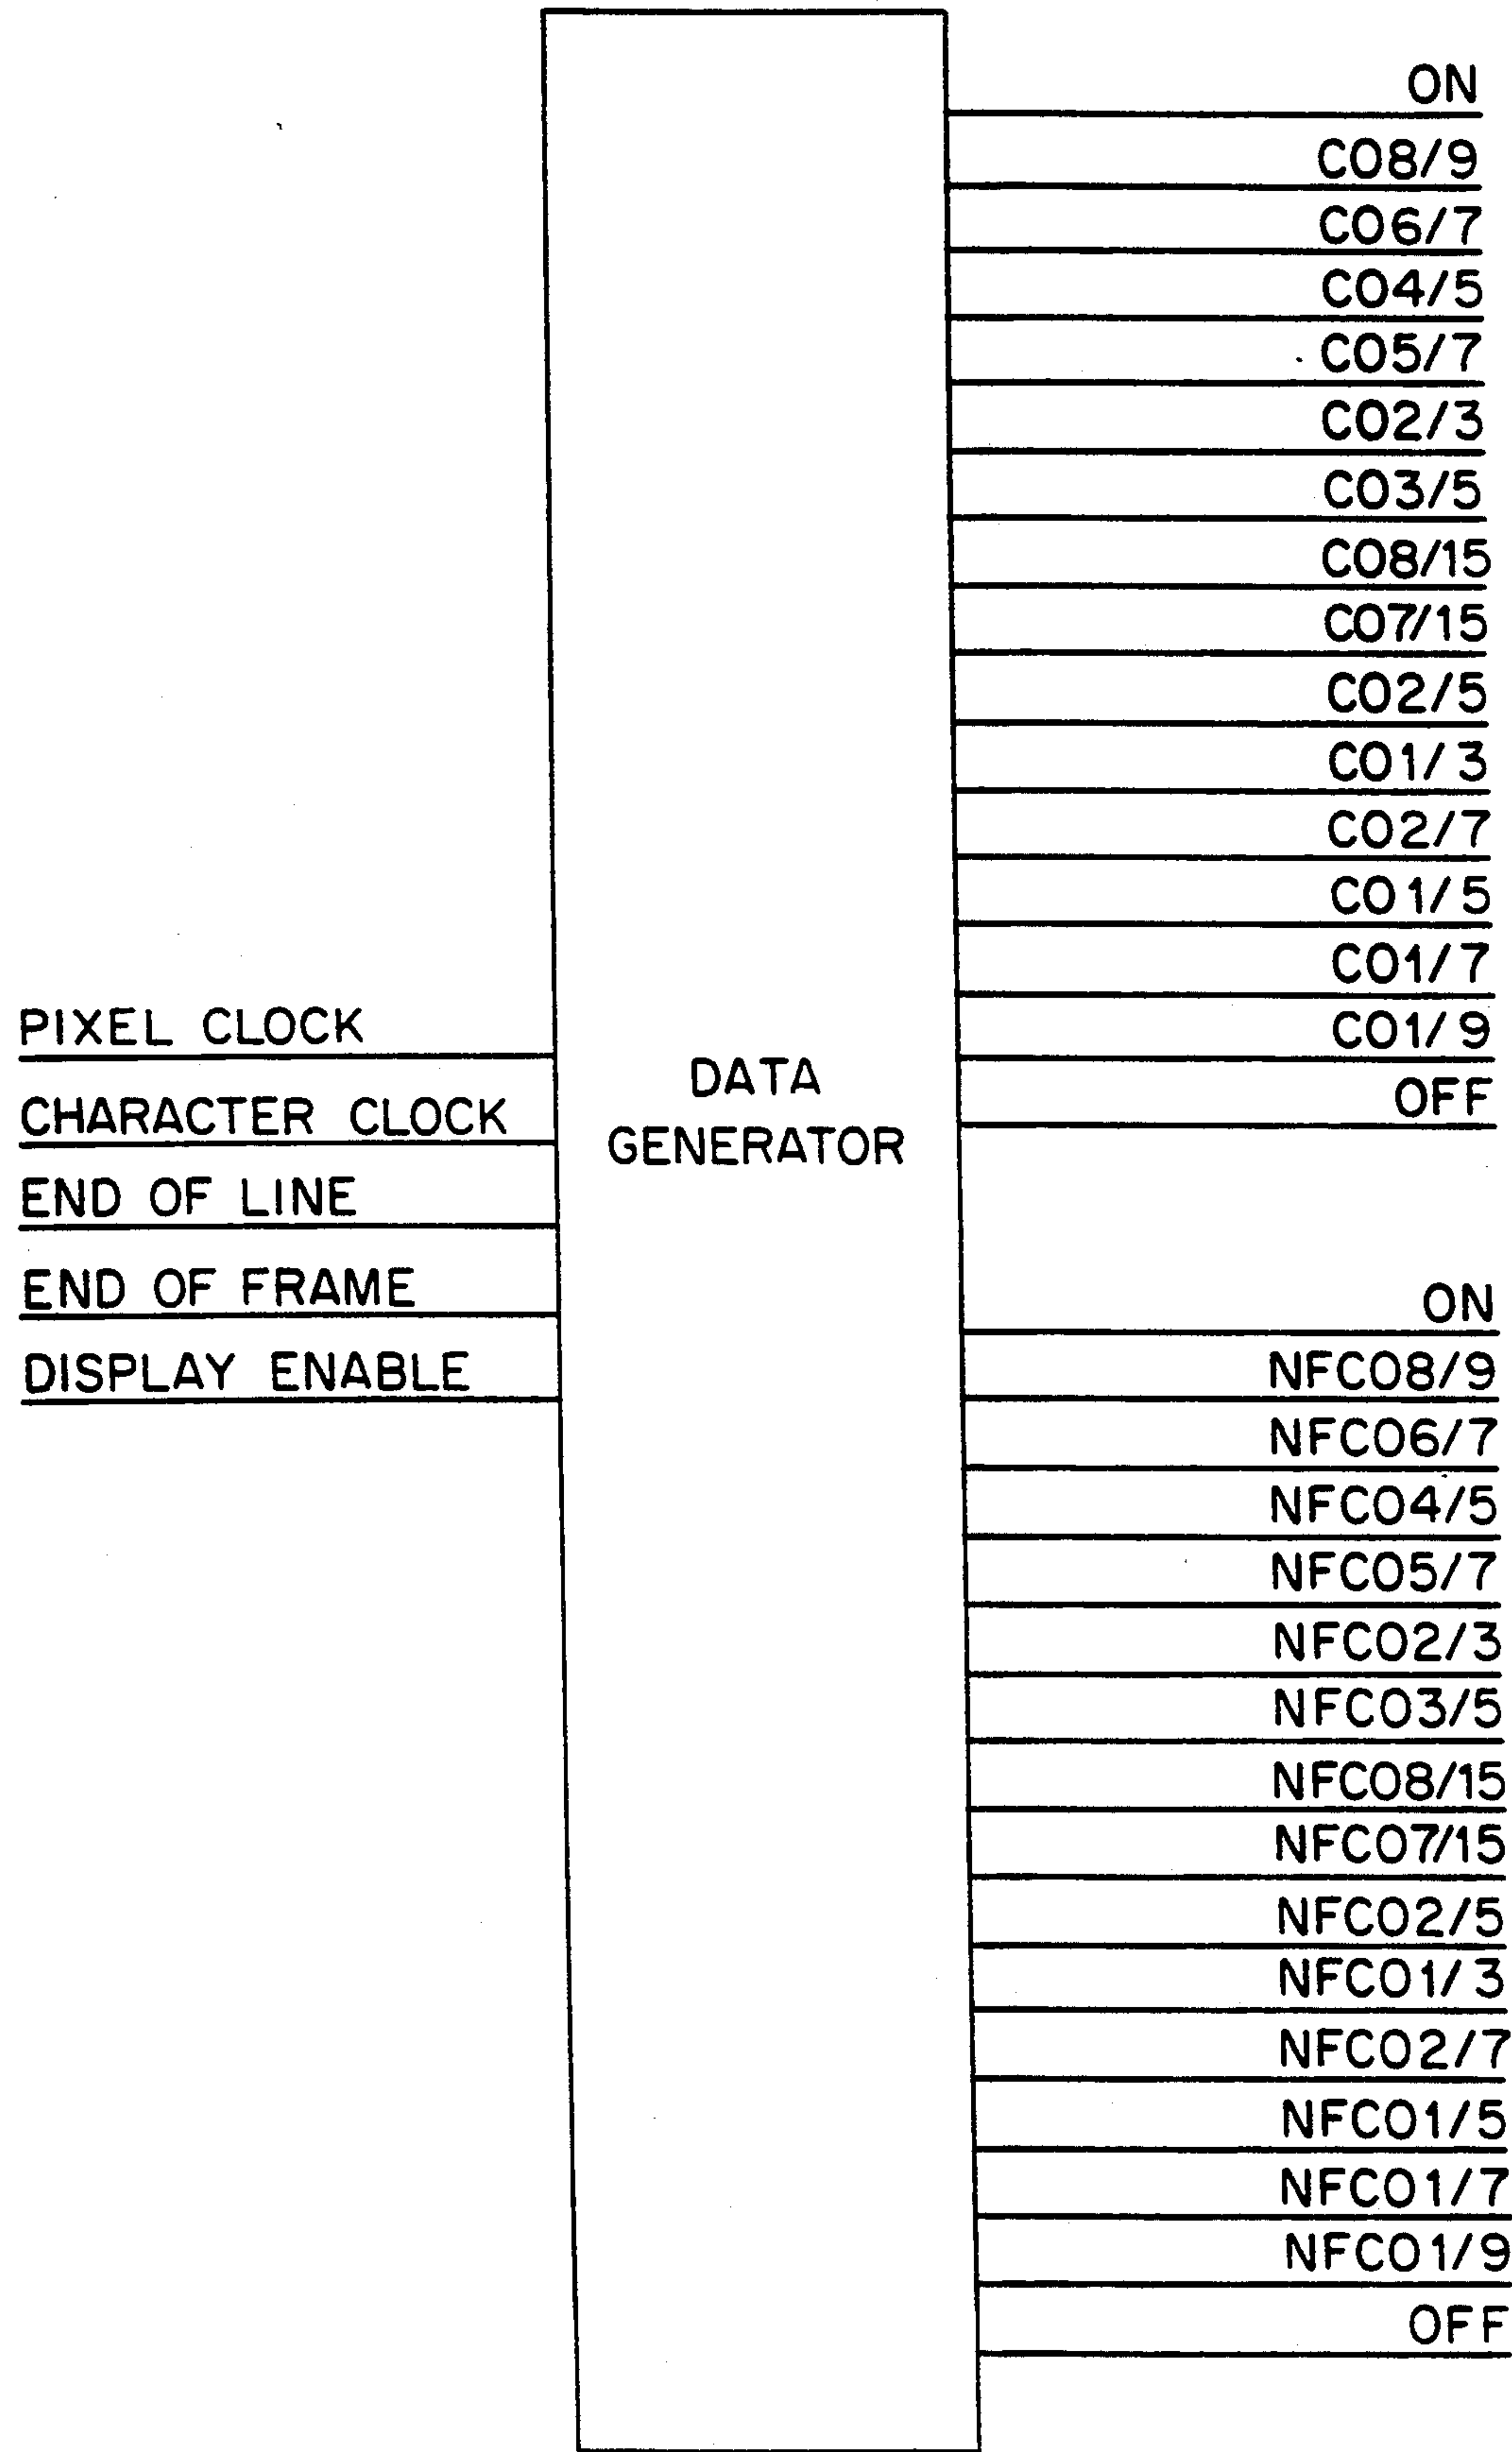 PIXEL CLOCK
CHARACTER CLOCK
END OF LINE
END OF FRAME
DISPLAY ENABLE
DATA
GENERATOR
ON
CO8/9
CO6/7
CO4/5
CO5/7
CO2/3
CO3/5
CO8/15
CO7/15
CO2/5
CO1/3
CO2/7
CO1/5
CO1/7
CO1/9
OFF
ON
NFCO8/9
NFCO6/7
NFCO4/5
NFCO5/7
NFCO2/3
NFCO3/5
NFCO8/15
NFCO7/15
NFCO2/5
NFCO1/3
NFCO2/7
NFCO1/5
NFCO1/7
NFCO1/9
OFF